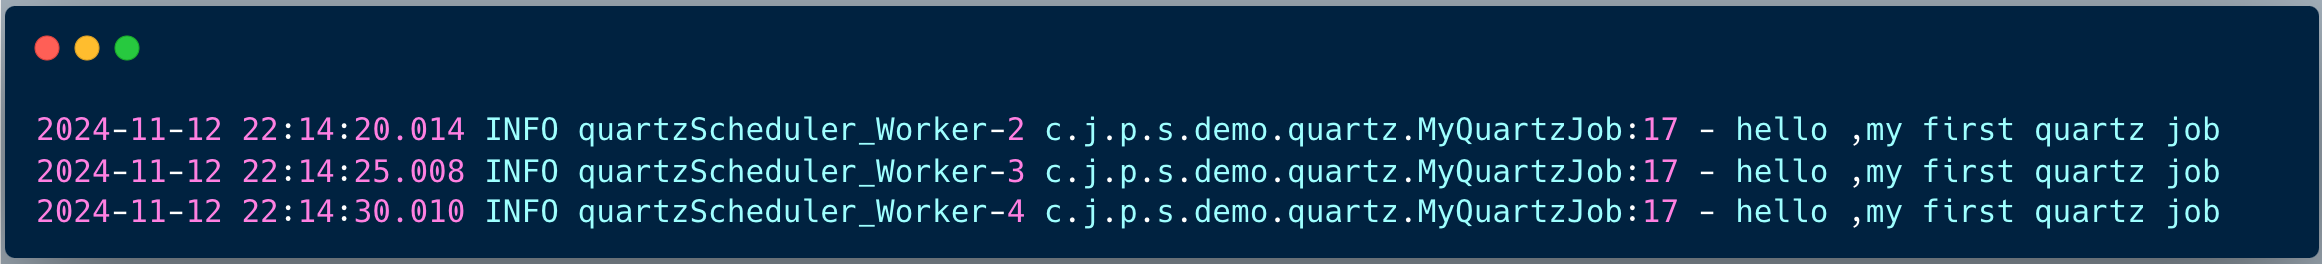 2024-11-12 22:14:20.014 INFO quartzScheduler_Worker-2 c.j.p.s.demo.quartz.MyQuartzJob:17 - hello ,my first quartz job
2024-11-12 22:14:25.008 INFO quartzScheduler_Worker-3 c.j.p.s.demo.quartz.MyQuartzJob:17 - hello ,my first quartz job
2024-11-12 22:14:30.010 INFO quartzScheduler_Worker-4 c.j.p.s.demo.quartz.MyQuartzJob:17 - hello ,my first quartz job